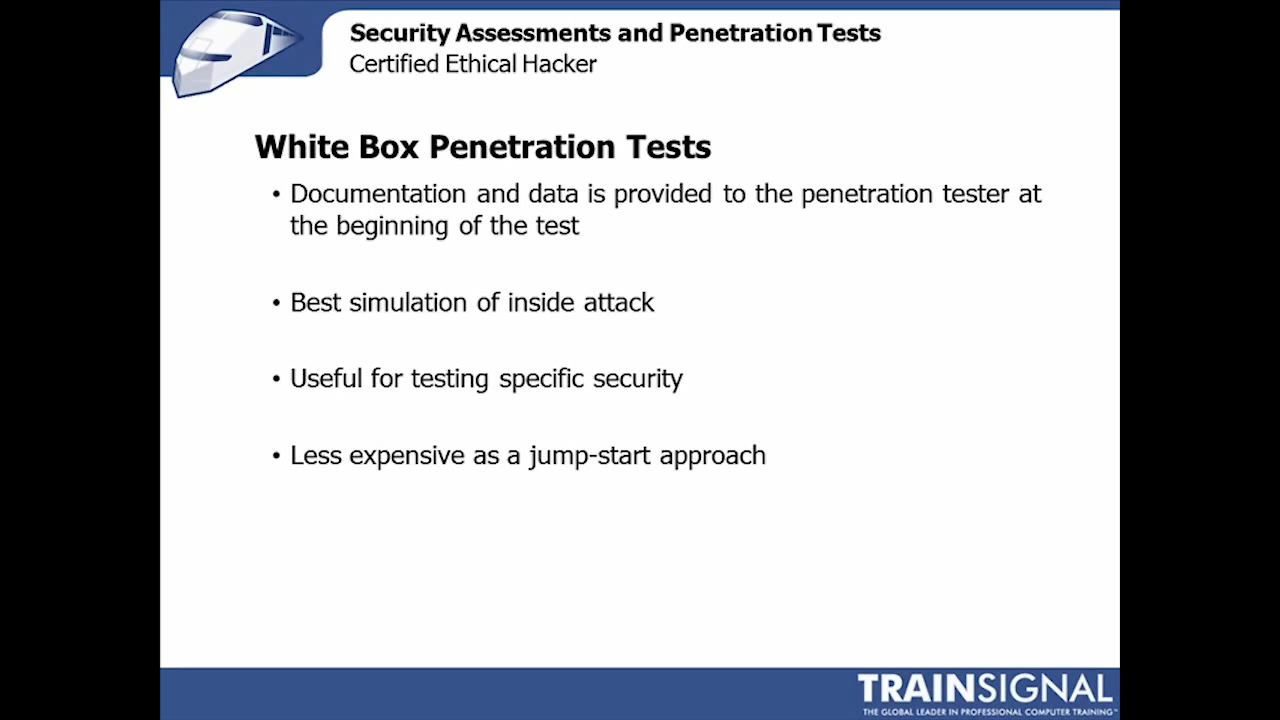 Security Assessments and Penetration Tests
Certified Ethical Hacker
White Box Penetration Tests
• Documentation and data is provided to the penetration tester at
the beginning of the test
• Best simulation of inside attack
• Useful for testing specific security
• Less expensive as a jump-start approach
TRAINSIGNAL
THE GLOBAL LEADER IN PROFESSIONAL COMPUTER TRAINING™